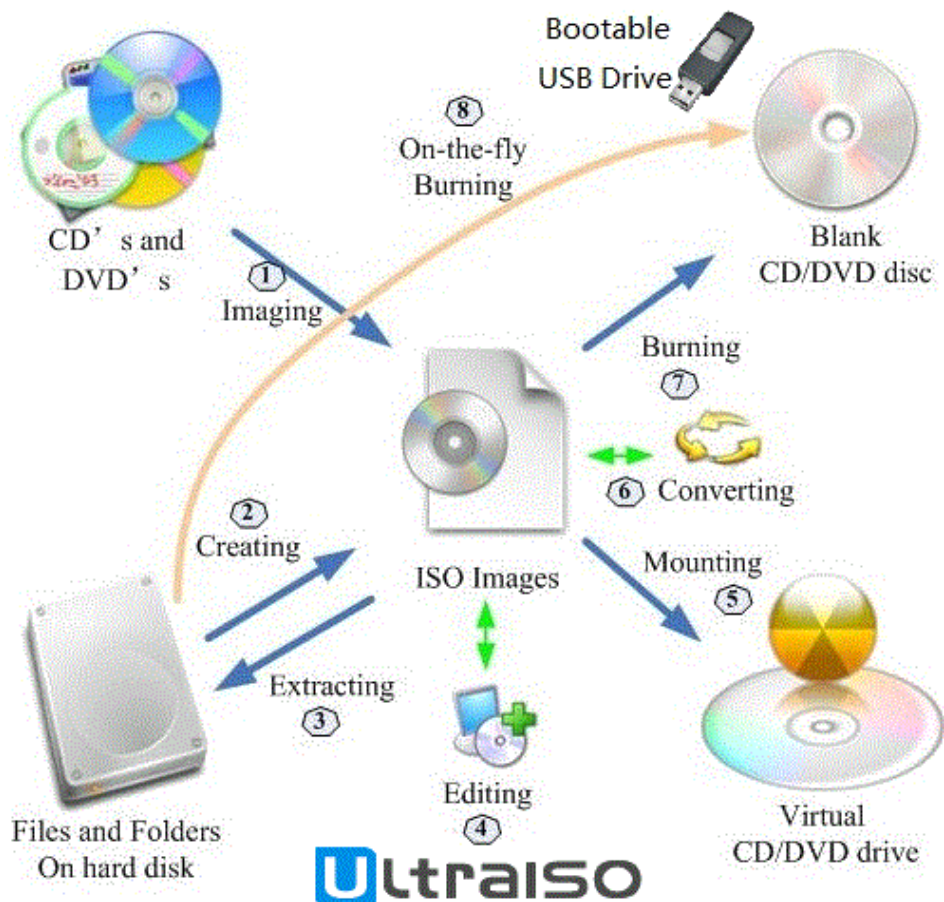 Bootable
USB Drive
8
On-the-fly
Burning
CD’s and
DVD’s
1
Imaging
Blank
CD/DVD disc
Burning
7
6 Converting
2
Creating
ISO Images
Mounting
5
Extracting
3
Editing
4
Files and Folders
On hard disk
Virtual
CD/DVD drive
UltraISO